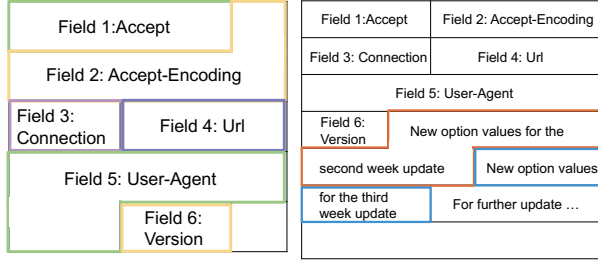 Field 1:Accept
Field 2: Accept-Encoding
Field 3:
Connection
Field 4: Url
Field 5: User-Agent
Field 6:
Version
Field 1:Accept
Field 2: Accept-Encoding
Field 3: Connection
Field 4: Url
Field 5: User-Agent
Field 6:
Version
New option values for the
second week update
New option values
for the third
week update
For further update ...